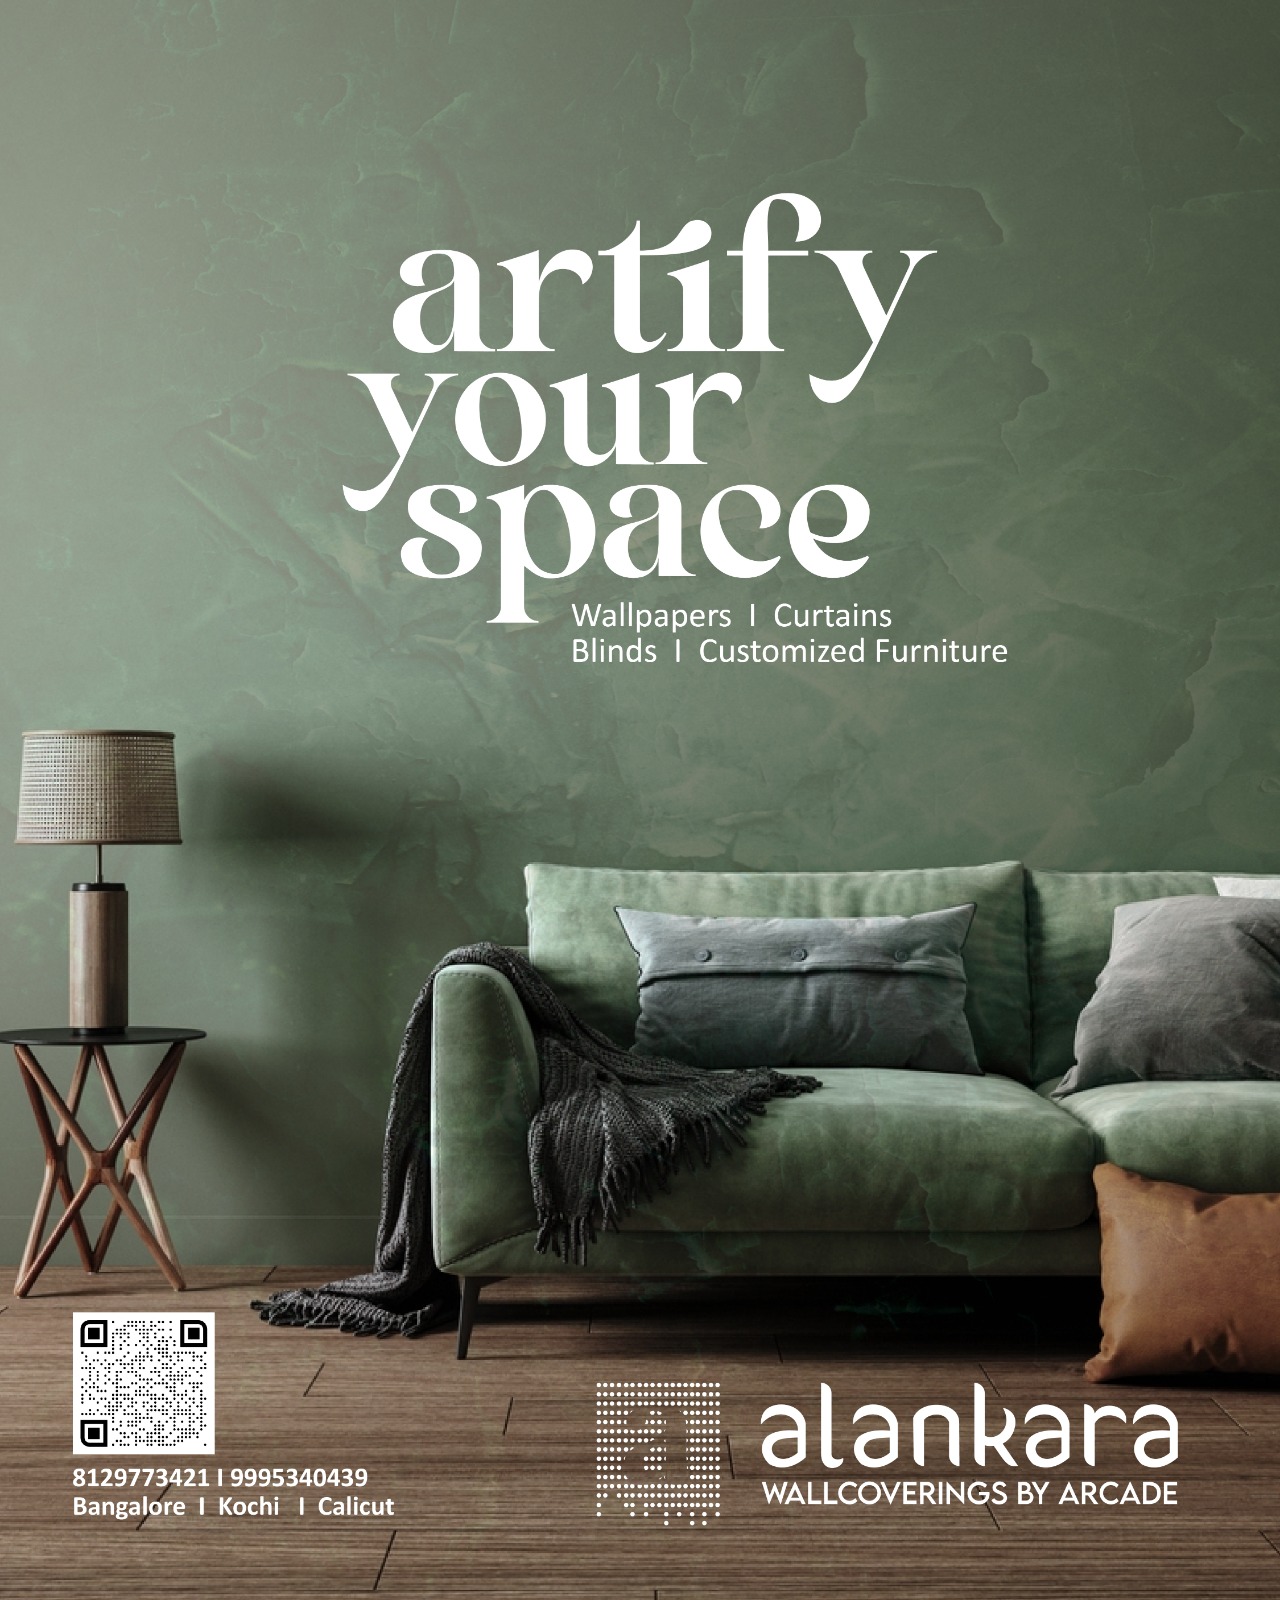 artify
your
space
Wallpapers I Curtains
Blinds I Customized Furniture
8129773421 I 9995340439
Bangalore I Kochi I Calicut
a
alankara
WALLCOVERINGS BY ARCADE